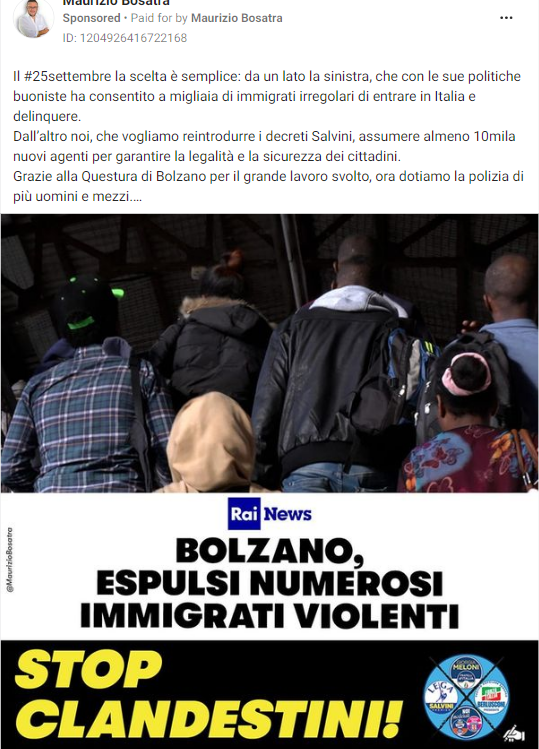 Maurizio Bosatra
Sponsored • Paid for by Maurizio Bosatra
ID: 1204926416722168
Il #25settembre la scelta è semplice: da un lato la sinistra, che con le sue politiche
buoniste ha consentito a migliaia di immigrati irregolari di entrare in Italia e
delinquere.
Dall’altro noi, che vogliamo reintrodurre i decreti Salvini, assumere almeno 10mila
nuovi agenti per garantire la legalità e la sicurezza dei cittadini.
Grazie alla Questura di Bolzano per il grande lavoro svolto, ora dotiamo la polizia di
più uomini e mezzi....
@MaurizioBosatra
Rai News
BOLZANO,
ESPULSI NUMEROSI
IMMIGRATI VIOLENTI
STOP
CLANDESTINI!
GIORGIA
MELONI
LEGA
SALVINI
FORZA ITALIA
BERLUSCONI